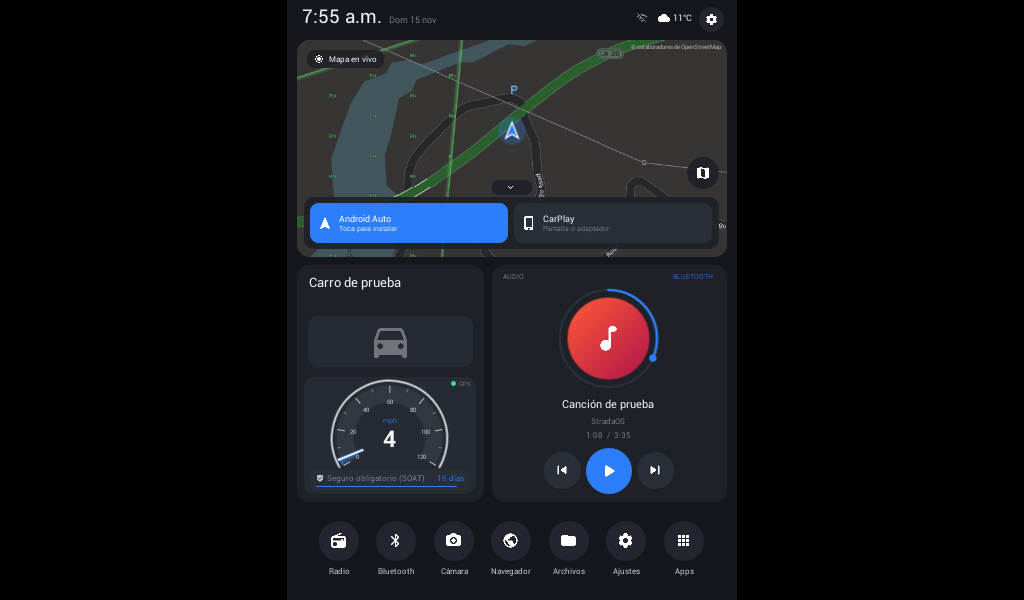 7:55 a.m.
Dom 15 nov
11°C
© colaboradores de OpenStreetMap
Mapa en vivo
CA 20
P
Android Auto
Toca para instalar
CarPlay
Pantalla o adaptador
Carro de prueba
GPS
0
20
40
60
80
100
120
mph
4
Seguro obligatorio (SOAT)
16 días
AUDIO
BLUETOOTH
Canción de prueba
StradaOS
1:08 / 3:35
Radio
Bluetooth
Cámara
Navegador
Archivos
Ajustes
Apps